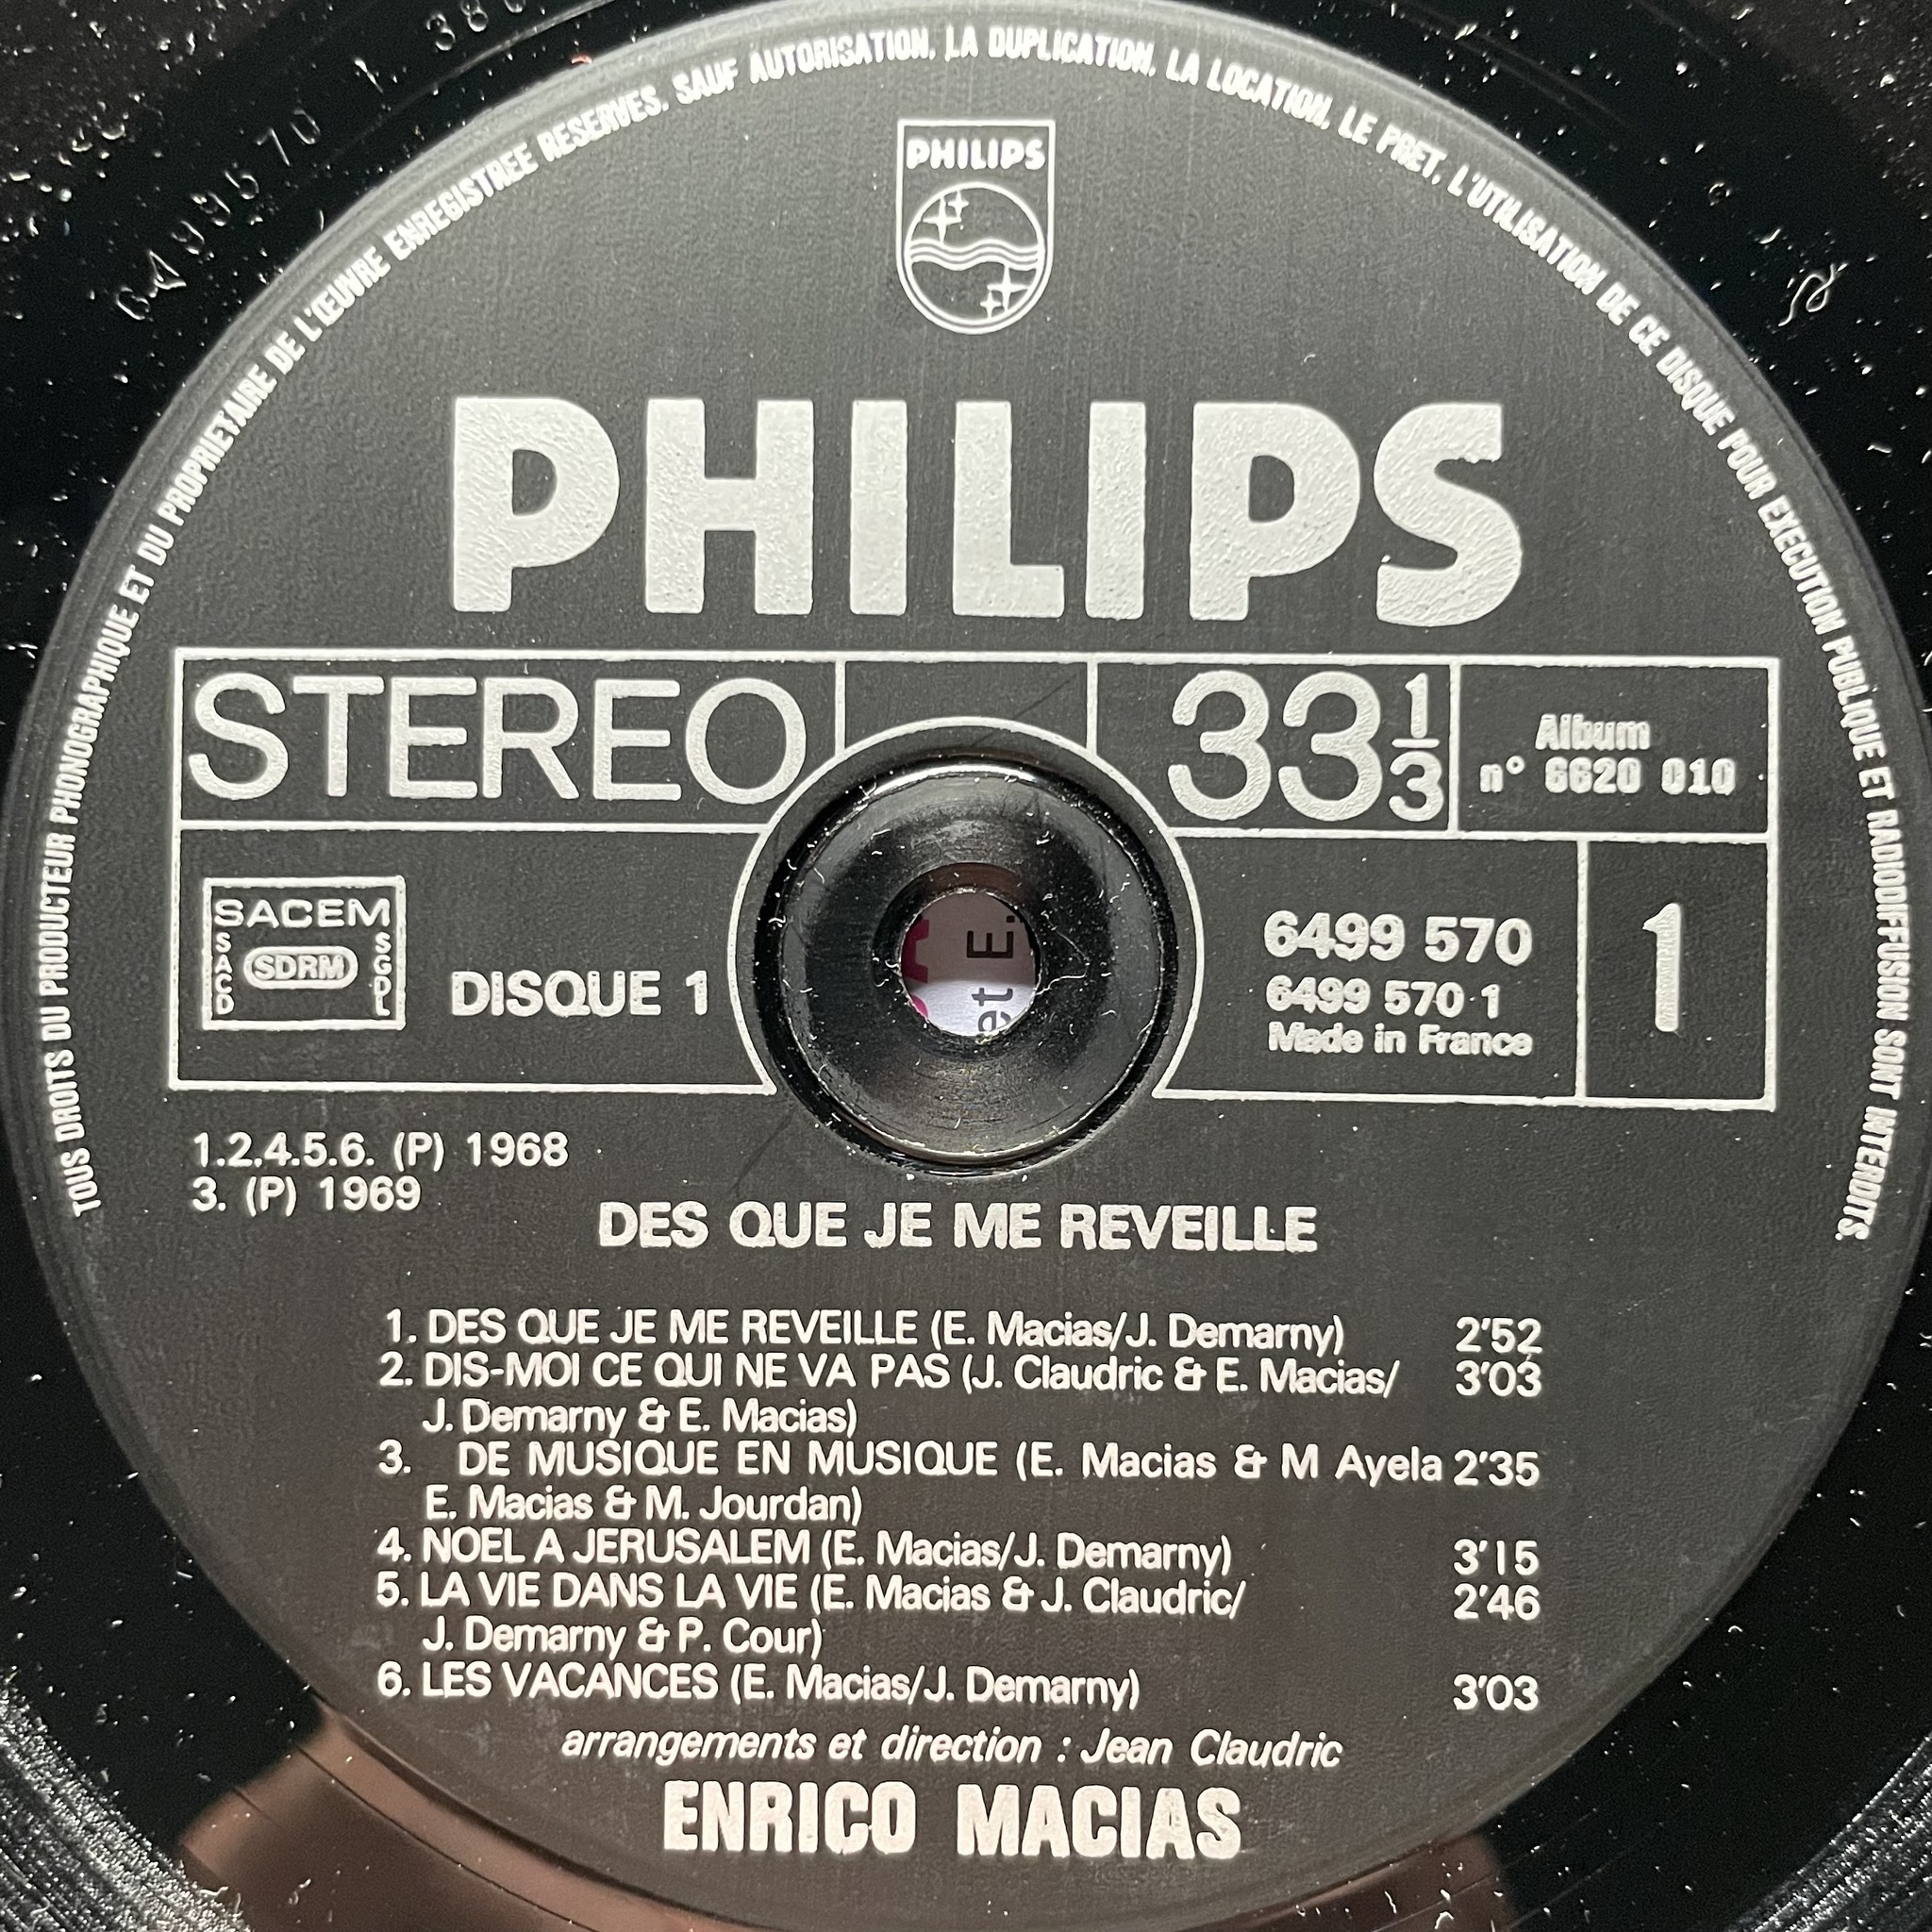 TOUS DROITS DU PRODUCTEUR PHONOGRAPHIQUE ET DU PROPRIETAIRE DE L'ŒUVRE ENREGISTREE RESERVES. SAUF AUTORISATION, LA DUPLICATION, LA LOCATION, LE PRET, L'UTILISATION DE CE DISQUE POUR EXECUTION PUBLIQUE ET RADIODIFFUSION SONT INTERDITS.
PHILIPS
PHILIPS
STEREO
33 1/3
Album
n° 6620 010
SACEM
SACD
SDRM
SGDL
DISQUE 1
6499 570
6499 570·1
Made in France
1
1.2.4.5.6. (P) 1968
3. (P) 1969
DES QUE JE ME REVEILLE
1. DES QUE JE ME REVEILLE (E. Macias/J. Demarny) 2'52
2. DIS-MOI CE QUI NE VA PAS (J. Claudric & E. Macias/ 3'03
J. Demarny & E. Macias)
3. DE MUSIQUE EN MUSIQUE (E. Macias & M Ayela 2'35
E. Macias & M. Jourdan)
4. NOEL A JERUSALEM (E. Macias/J. Demarny) 3'15
5. LA VIE DANS LA VIE (E. Macias & J. Claudric/ 2'46
J. Demarny & P. Cour)
6. LES VACANCES (E. Macias/J. Demarny) 3'03
arrangements et direction : Jean Claudric
ENRICO MACIAS
et E.